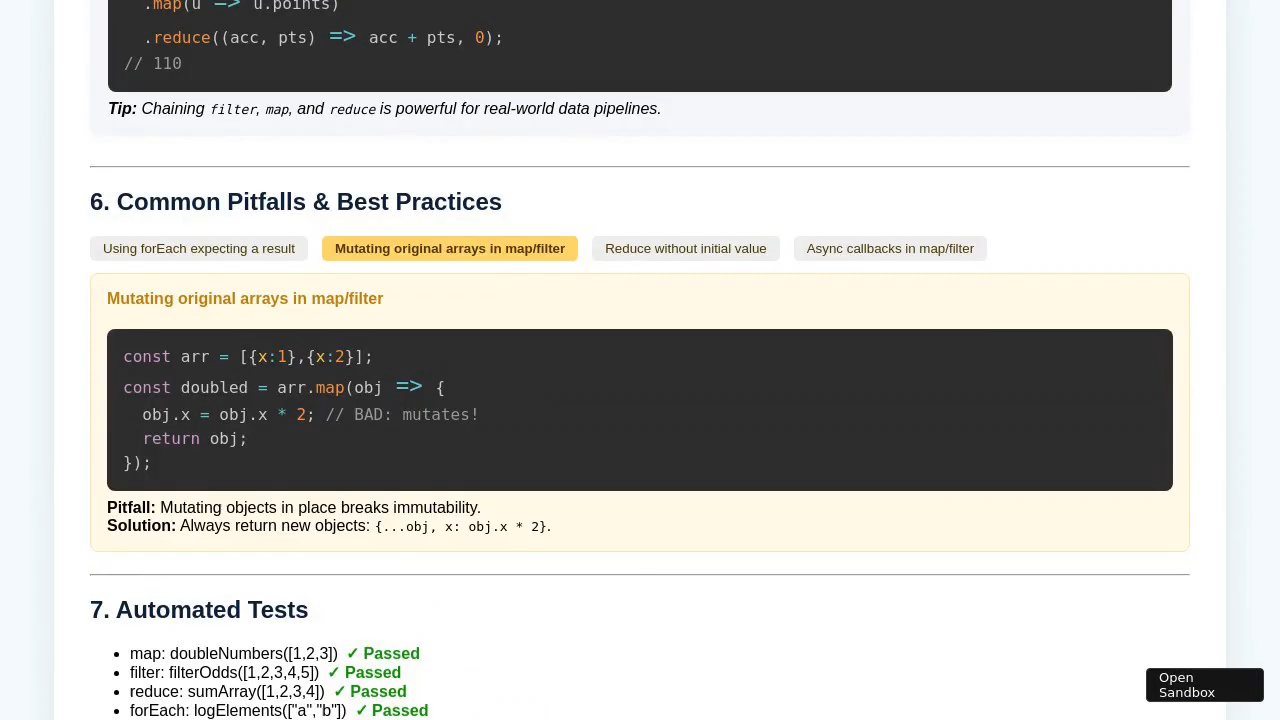 .map(u => u.points)
.reduce((acc, pts) => acc + pts, 0);
// 110
Tip: Chaining filter, map, and reduce is powerful for real-world data pipelines.
6. Common Pitfalls & Best Practices
Using forEach expecting a result
Mutating original arrays in map/filter
Reduce without initial value
Async callbacks in map/filter
Mutating original arrays in map/filter
const arr = [{x:1},{x:2}];
const doubled = arr.map(obj => {
  obj.x = obj.x * 2; // BAD: mutates!
  return obj;
});
Pitfall: Mutating objects in place breaks immutability.
Solution: Always return new objects: {...obj, x: obj.x * 2}.
7. Automated Tests
• map: doubleNumbers([1,2,3]) ✓ Passed
• filter: filterOdds([1,2,3,4,5]) ✓ Passed
• reduce: sumArray([1,2,3,4]) ✓ Passed
• forEach: logElements(["a","b"]) ✓ Passed
Open
Sandbox